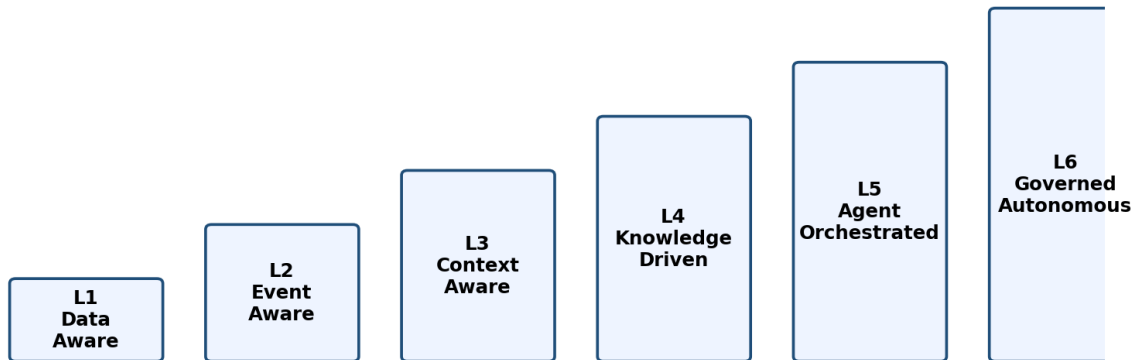 L1
Data
Aware
L2
Event
Aware
L3
Context
Aware
L4
Knowledge
Driven
L5
Agent
Orchestrated
L6
Governed
Autonomous